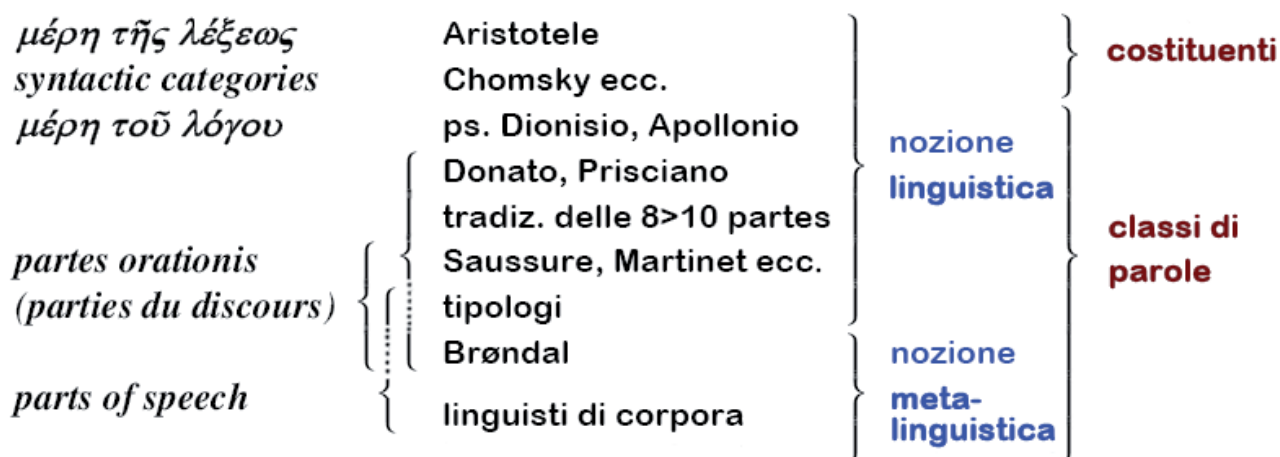 μέρη τῆς λέξεως Aristotele
costituenti
syntactic categories Chomsky ecc.
μέρη τοῦ λόγου ps. Dionisio, Apollonio
nozione
Donato, Prisciano
linguistica
tradiz. delle 8>10 partes
classi di
partes orationis Saussure, Martinet ecc.
parole
(parties du discours) tipologi
Brøndal nozione
parts of speech meta-
linguisti di corpora linguistica